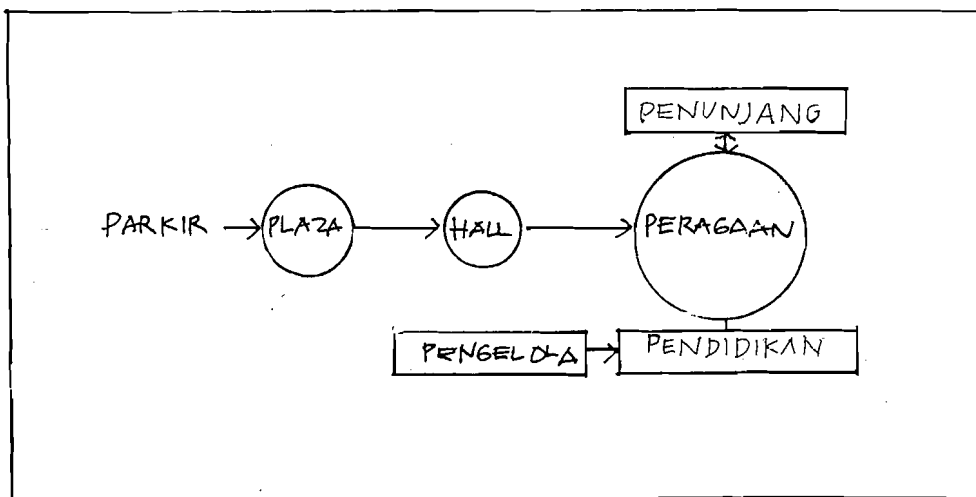 PENUNJANG
PARKIR PLAZA HALL PERAGAAN
PENGELOLA PENDIDIKAN